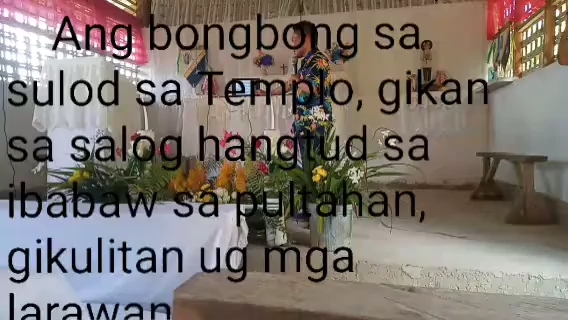 Ang bongbong sa
sulod sa Templo, gikan
sa salog hangtud sa
ibabaw sa pultahan,
gikulitan ug mga
larawan